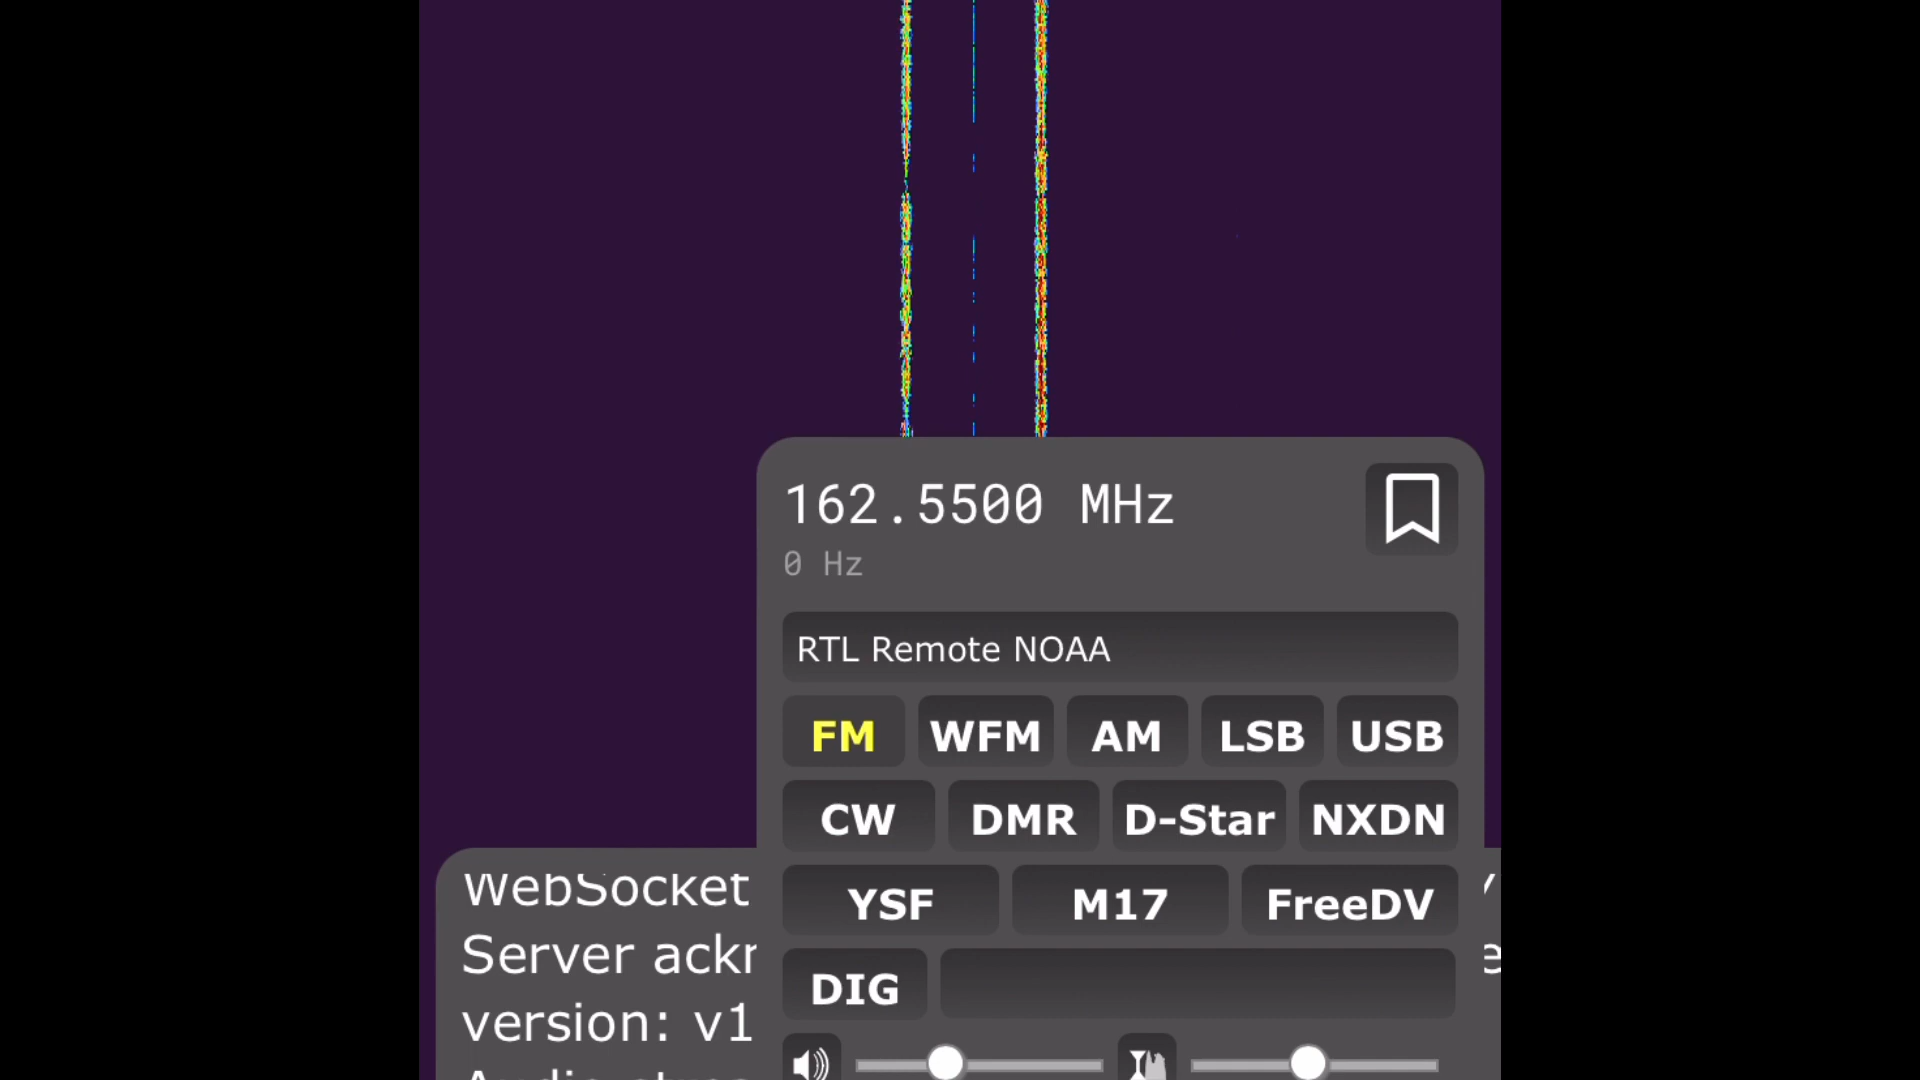 162.5500 MHz
0 Hz
RTL Remote NOAA
FM WFM AM LSB USB
CW DMR D-Star NXDN
YSF M17 FreeDV
WebSocket
Server
DIG
version: v1